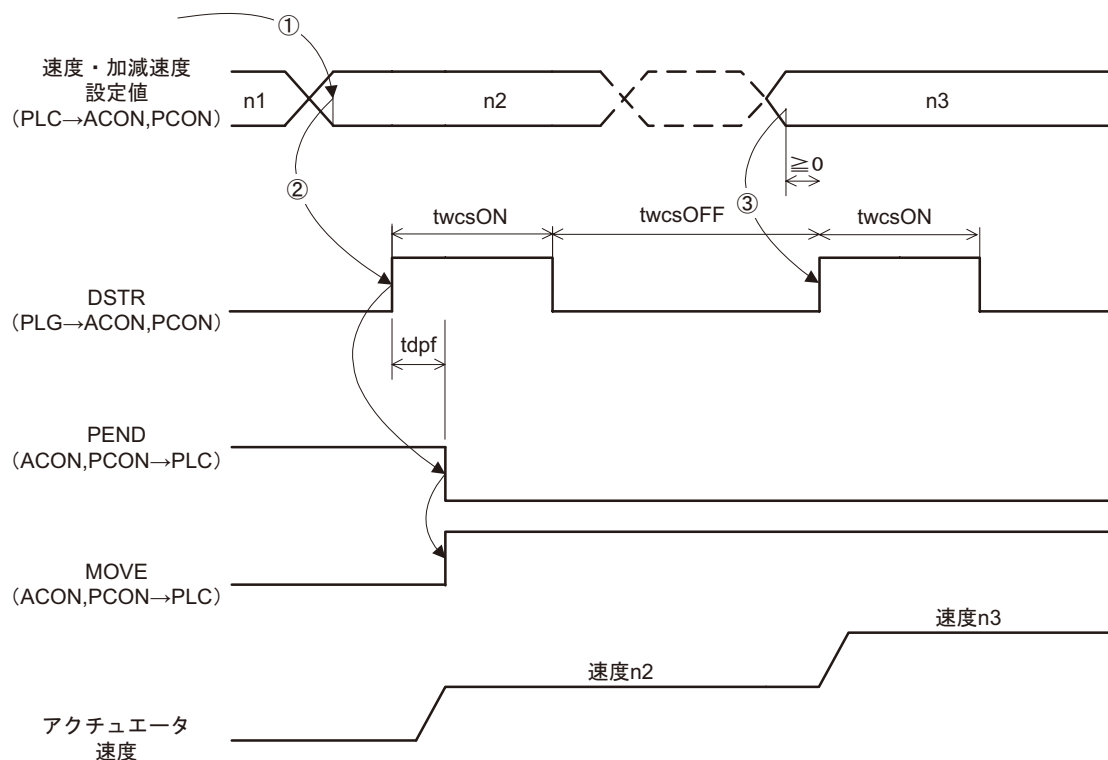 ①
速度・加減速度
設定値
（PLC→ACON,PCON）
n1
n2
n3
②
③
≧0
twcsON
twcsOFF
twcsON
DSTR
（PLG→ACON,PCON）
tdpf
PEND
（ACON,PCON→PLC）
MOVE
（ACON,PCON→PLC）
速度n3
速度n2
アクチュエータ
速度